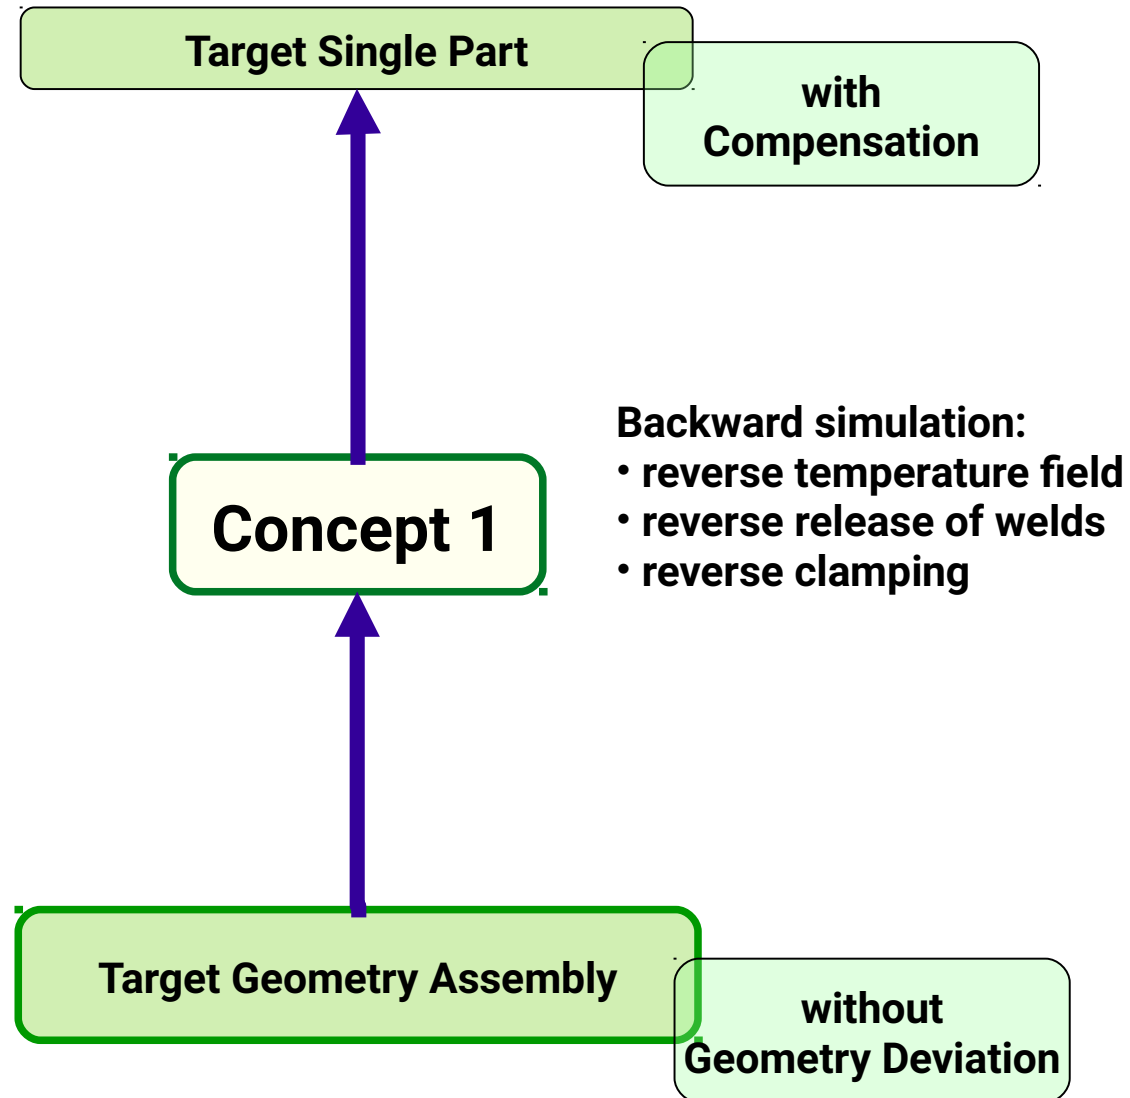 Target Single Part
with
Compensation
Backward simulation:
• reverse temperature field
• reverse release of welds
• reverse clamping
Concept 1
Target Geometry Assembly
without
Geometry Deviation